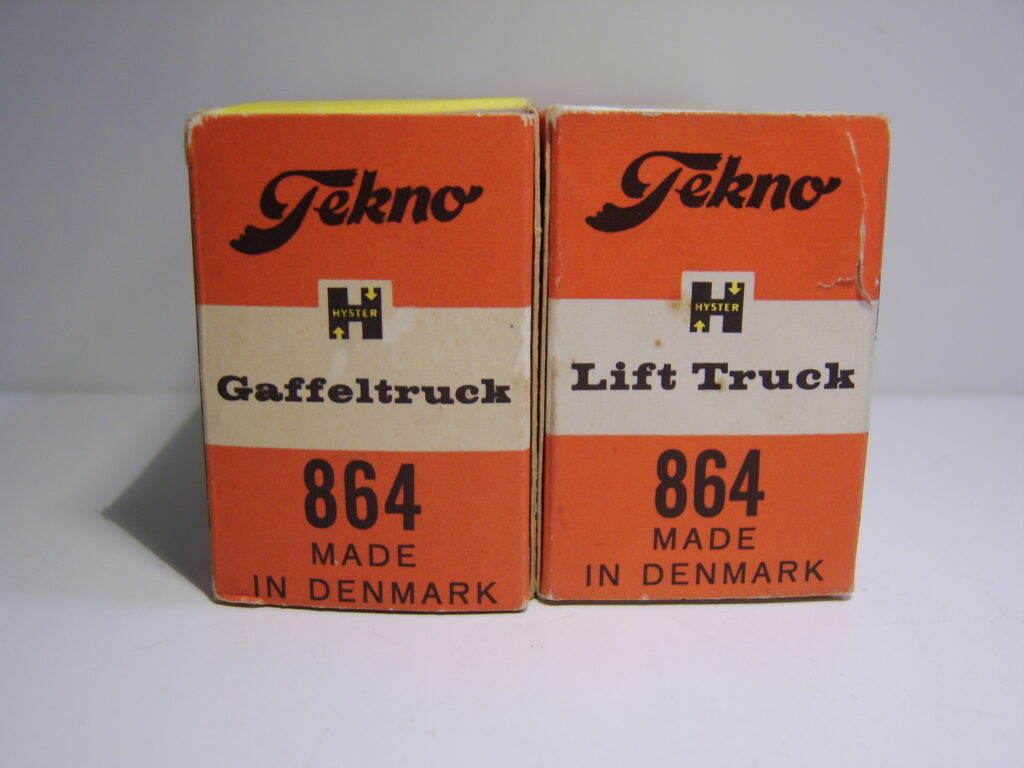 Tekno
HYSTER
Gaffeltruck
864
MADE
IN DENMARK
Tekno
HYSTER
Lift Truck
864
MADE
IN DENMARK